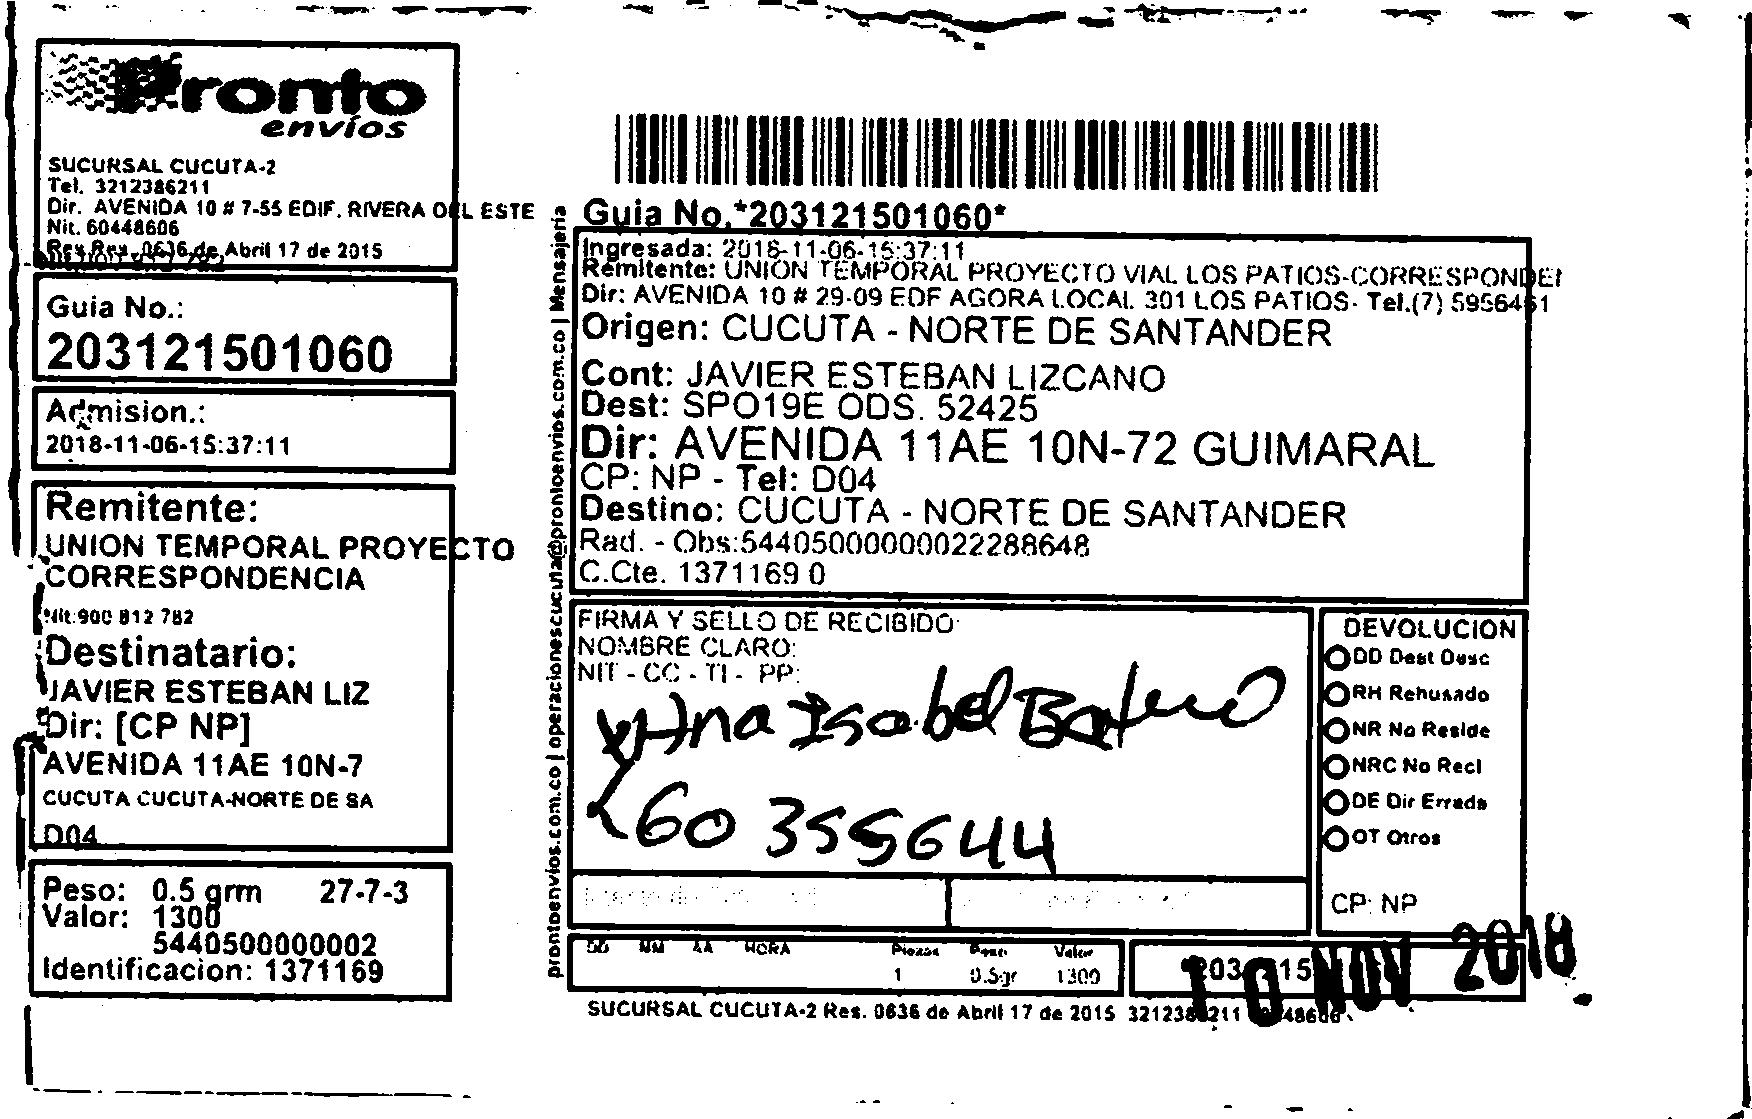 Pronto
envíos
SUCURSAL CUCUTA-2
Tel. 3212386211
Dir. AVENIDA 10 # 7-55 EDIF. RIVERA DEL ESTE
Nit. 60448606
0636 de Abril 17 de 2015
Guia No.:
203121501060
Admision.:
2018-11-06-15:37:11
Remitente:
UNION TEMPORAL PROYECTO
CORRESPONDENCIA
Nit:900 812 782
Destinatario:
JAVIER ESTEBAN LIZ
Dir: [CP NP]
AVENIDA 11AE 10N-7
CUCUTA CUCUTA-NORTE DE SA
D04
Peso: 0.5 grm 27-7-3
Valor: 1300
5440500000002
Identificacion: 1371169
prontoenvios.com.co | operacionescucuta@prontoenvios.com.co | Mensajería
Guia No.*203121501060*
Ingresada: 2018-11-06-15:37:11
Remitente: UNION TEMPORAL PROYECTO VIAL LOS PATIOS-CORRESPONDEI
Dir: AVENIDA 10 # 29-09 EDF AGORA LOCAL 301 LOS PATIOS- Tel.(7) 5956461
Origen: CUCUTA - NORTE DE SANTANDER
Cont: JAVIER ESTEBAN LIZCANO
Dest: SPO19E ODS. 52425
Dir: AVENIDA 11AE 10N-72 GUIMARAL
CP: NP - Tel: D04
Destino: CUCUTA - NORTE DE SANTANDER
Rad. - Obs:544050000000022288648
C.Cte. 1371169 0
FIRMA Y SELLO DE RECIBIDO
NOMBRE CLARO:
NIT - CC - TI - PP:
Ana Isabel Botero
60355644
DEVOLUCION
DD Dest Desc
RH Rehusado
NR No Reside
NRC No Recl
DE Dir Errada
OT Otros
CP: NP
DD MM AA HORA Piezas Peso Valor
1 0.5gr 1300
10 NOV 2018
SUCURSAL CUCUTA-2 Res. 0636 de Abril 17 de 2015